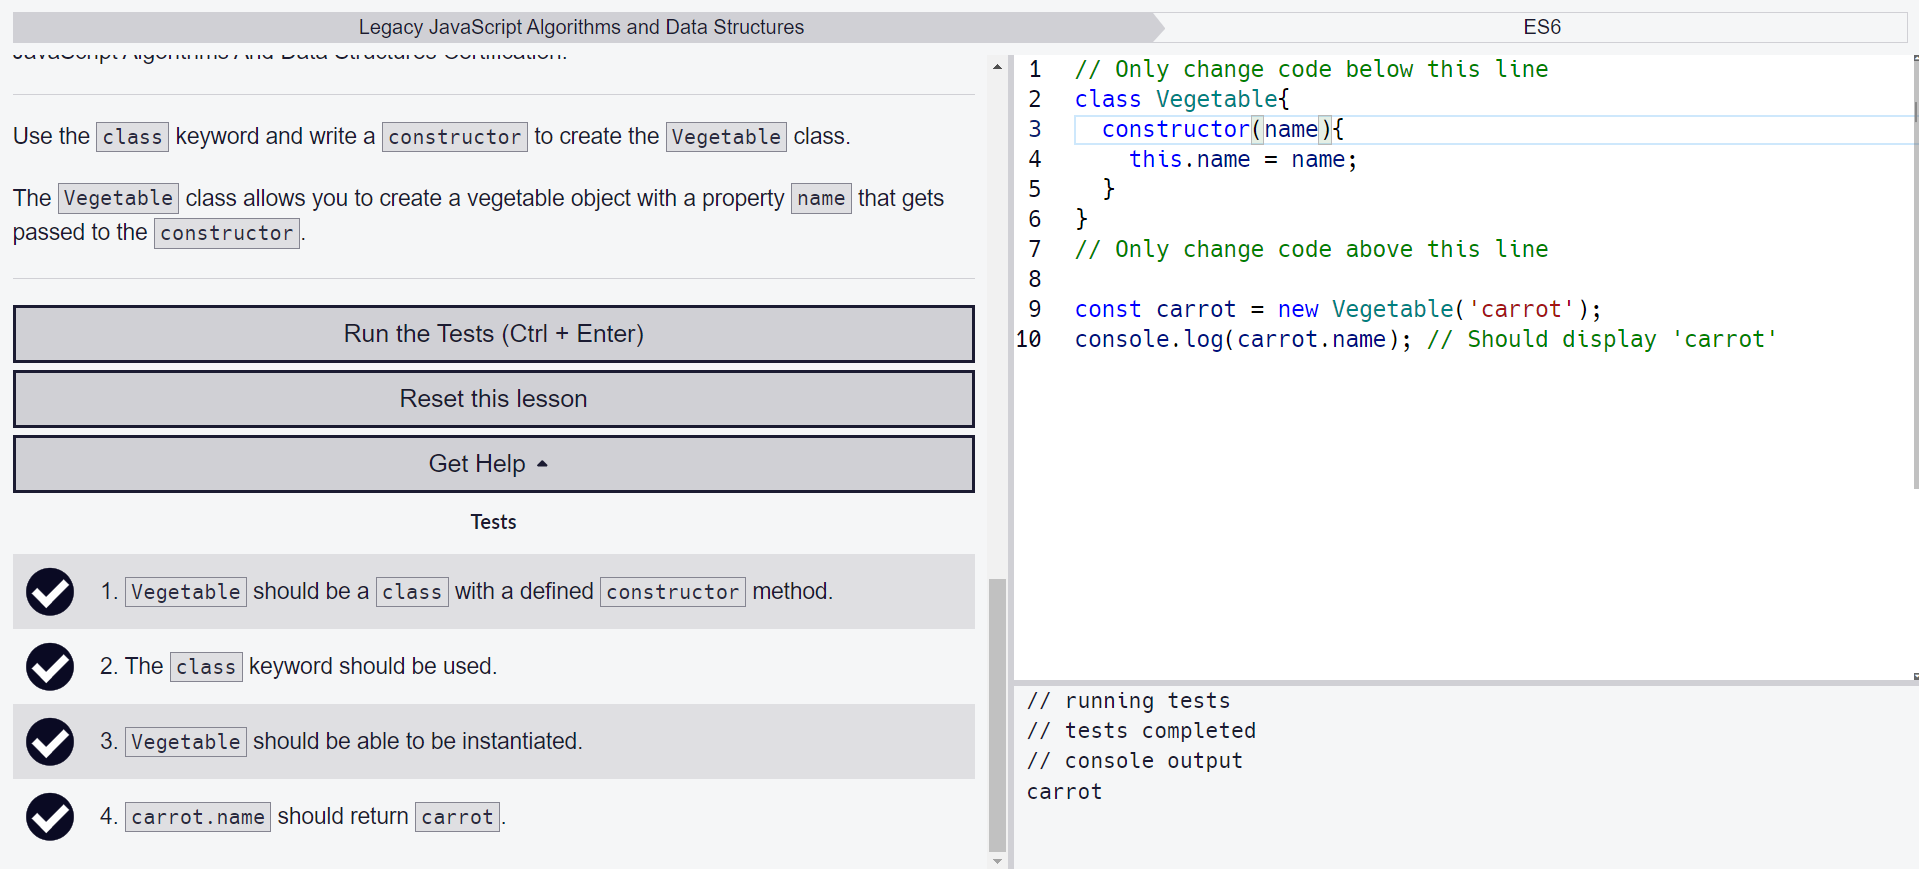 Legacy JavaScript Algorithms and Data Structures
ES6
JavaScript Algorithms And Data Structures Certification.
Use the class keyword and write a constructor to create the Vegetable class.
The Vegetable class allows you to create a vegetable object with a property name that gets
passed to the constructor.
Run the Tests (Ctrl + Enter)
Reset this lesson
Get Help
Tests
1. Vegetable should be a class with a defined constructor method.
2. The class keyword should be used.
3. Vegetable should be able to be instantiated.
4. carrot.name should return carrot.
1 // Only change code below this line
2 class Vegetable{
3   constructor(name){
4     this.name = name;
5   }
6 }
7 // Only change code above this line
8
9 const carrot = new Vegetable('carrot');
10 console.log(carrot.name); // Should display 'carrot'
// running tests
// tests completed
// console output
carrot